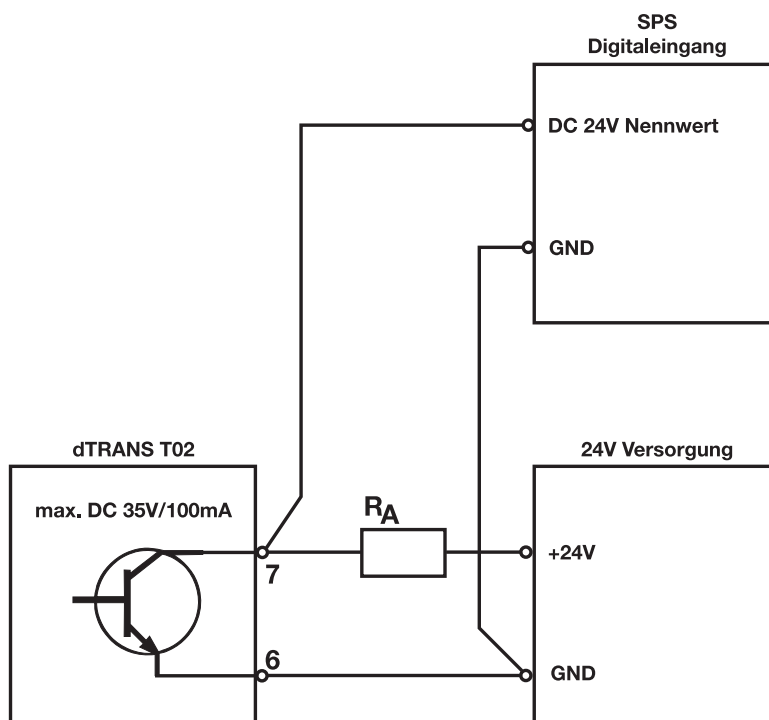 SPS
Digitaleingang
DC 24V Nennwert
GND
dTRANS T02
24V Versorgung
max. DC 35V/100mA
RA
7
+24V
6
GND